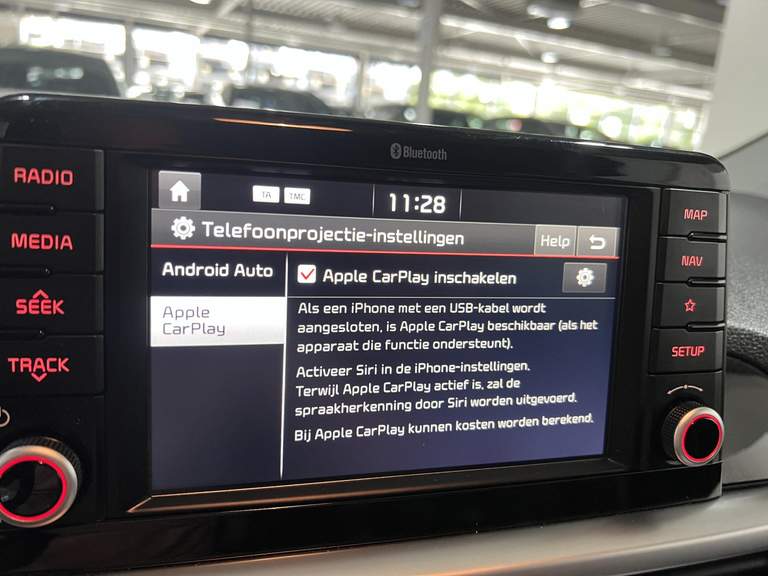 Bluetooth
RADIO
MEDIA
SEEK
TRACK
TA TMC 11:28
Telefoonprojectie-instellingen Help
Android Auto
Apple CarPlay inschakelen
Apple
CarPlay
Als een iPhone met een USB-kabel wordt
aangesloten, is Apple CarPlay beschikbaar (als het
apparaat die functie ondersteunt).
Activeer Siri in de iPhone-instellingen.
Terwijl Apple CarPlay actief is, zal de
spraakherkenning door Siri worden uitgevoerd.
Bij Apple CarPlay kunnen kosten worden berekend.
MAP
NAV
SETUP